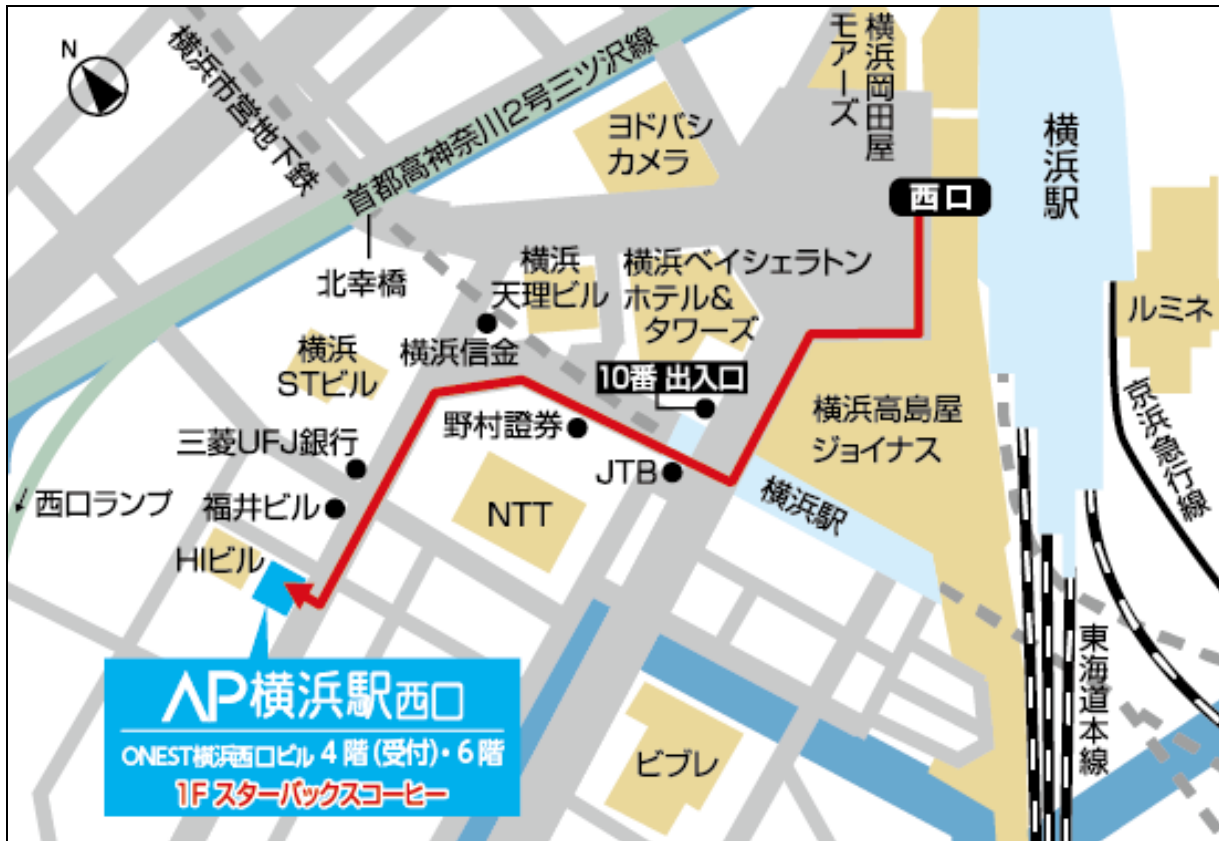 N
横浜市営地下鉄
首都高神奈川2号三ツ沢線
北幸橋
ヨドバシ
カメラ
横浜岡田屋
モアーズ
西口
横浜駅
ルミネ
京浜急行線
横浜
天理ビル
横浜ベイシェラトン
ホテル&
タワーズ
横浜信金
横浜
STビル
10番 出入口
横浜高島屋
ジョイナス
野村證券
三菱UFJ銀行
JTB
横浜駅
←西口ランプ
福井ビル
NTT
HIビル
東海道本線
ビブレ
AP横浜駅西口
ONEST横浜西口ビル 4階(受付)・6階
1F スターバックスコーヒー